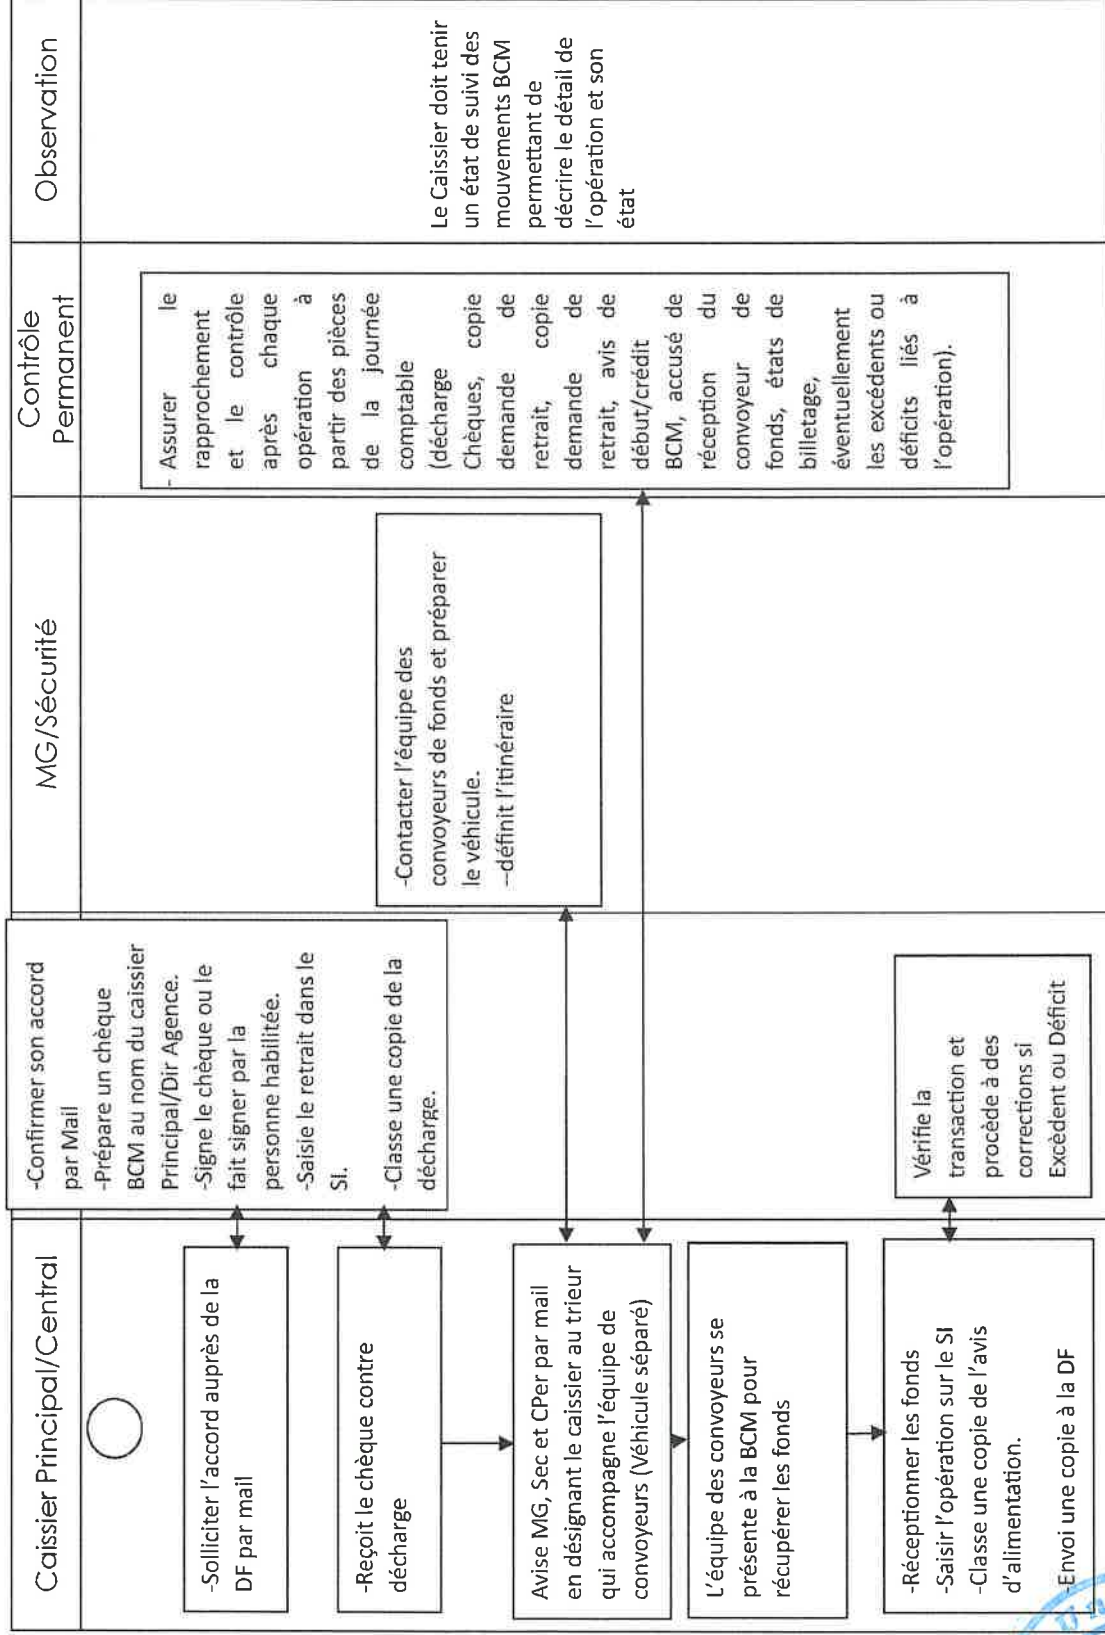 Caissier Principal/Central
MG/Sécurité
Contrôle
Permanent
Observation
-Solliciter l'accord auprès de la
DF par mail
-Confirmer son accord
par Mail
-Prépare un chèque
BCM au nom du caissier
Principal/Dir Agence.
-Signe le chèque ou le
fait signer par la
personne habilitée.
-Saisie le retrait dans le
SI.
-Classe une copie de la
décharge.
-Reçoit le chèque contre
décharge
Avise MG, Sec et CPer par mail
en désignant le caissier au trieur
qui accompagne l'équipe de
convoyeurs (Véhicule séparé)
-Contacter l'équipe des
convoyeurs de fonds et préparer
le véhicule.
--définit l'itinéraire
- Assurer le
rapprochement
et le contrôle
après chaque
opération à
partir des pièces
de la journée
comptable
(décharge
Chèques, copie
demande de
retrait, copie
demande de
retrait, avis de
début/crédit
BCM, accusé de
réception du
convoyeur de
fonds, états de
billetage,
éventuellement
les excédents ou
déficits liés à
l'opération).
Le Caissier doit tenir
un état de suivi des
mouvements BCM
permettant de
décrire le détail de
l'opération et son
état
L'équipe des convoyeurs se
présente à la BCM pour
récupérer les fonds
-Réceptionner les fonds
-Saisir l'opération sur le SI
-Classe une copie de l'avis
d'alimentation.
-Envoi une copie à la DF
Vérifie la
transaction et
procède à des
corrections si
Excèdent ou Déficit